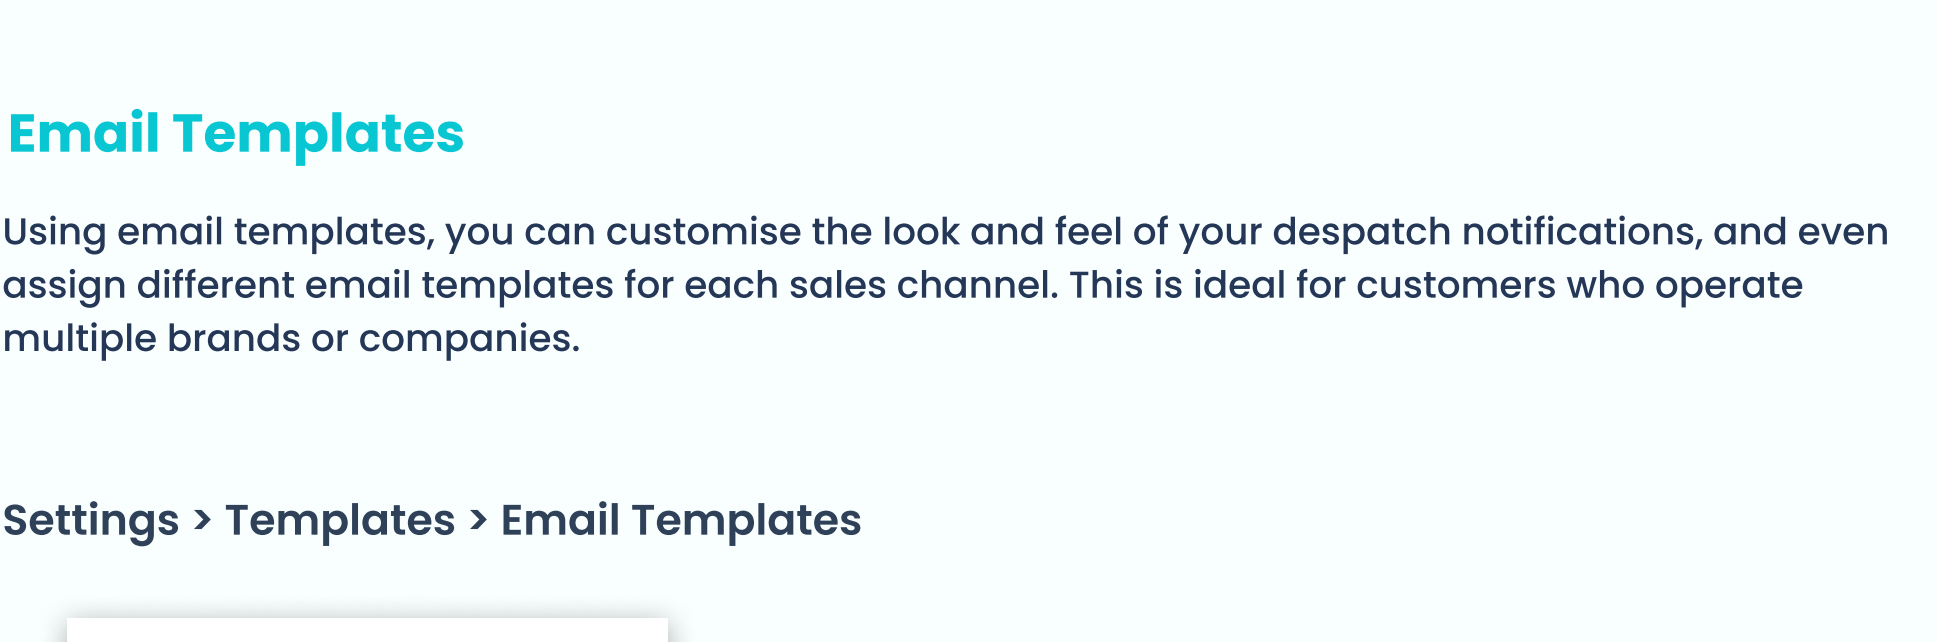 Email Templates
Using email templates, you can customise the look and feel of your despatch notifications, and even
assign different email templates for each sales channel. This is ideal for customers who operate
multiple brands or companies.
Settings > Templates > Email Templates